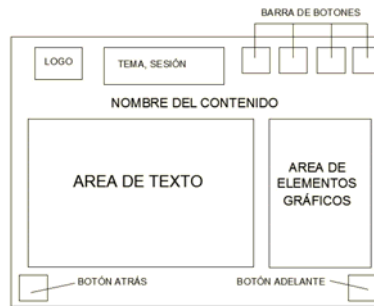 BARRA DE BOTONES
LOGO
TEMA, SESIÓN
NOMBRE DEL CONTENIDO
AREA DE TEXTO
AREA DE
ELEMENTOS
GRÁFICOS
BOTÓN ATRÁS
BOTÓN ADELANTE